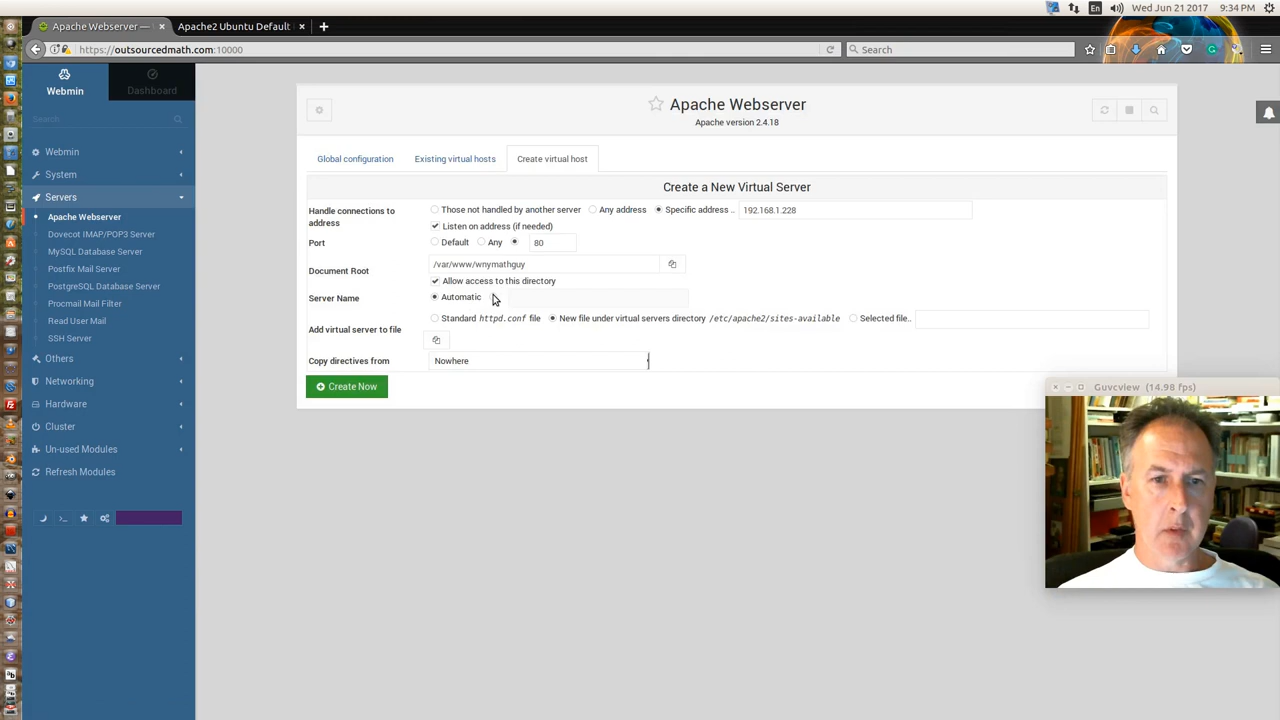 En
Wed Jun 21 2017
9:34 PM
Apache Webserver —
Apache2 Ubuntu Default
https://outsourcedmath.com:10000
Search
Webmin
Dashboard
Search
Webmin
System
Servers
Apache Webserver
Dovecot IMAP/POP3 Server
MySQL Database Server
Postfix Mail Server
PostgreSQL Database Server
Procmail Mail Filter
Read User Mail
SSH Server
Others
Networking
Hardware
Cluster
Un-used Modules
Refresh Modules
Apache Webserver
Apache version 2.4.18
Global configuration
Existing virtual hosts
Create virtual host
Create a New Virtual Server
Handle connections to address
Those not handled by another server
Any address
Specific address ..
192.168.1.228
Listen on address (if needed)
Port
Default
Any
80
Document Root
/var/www/wnymathguy
Allow access to this directory
Server Name
Automatic
Add virtual server to file
Standard httpd.conf file
New file under virtual servers directory /etc/apache2/sites-available
Selected file..
Copy directives from
Nowhere
Create Now
Guvcview (14.98 fps)